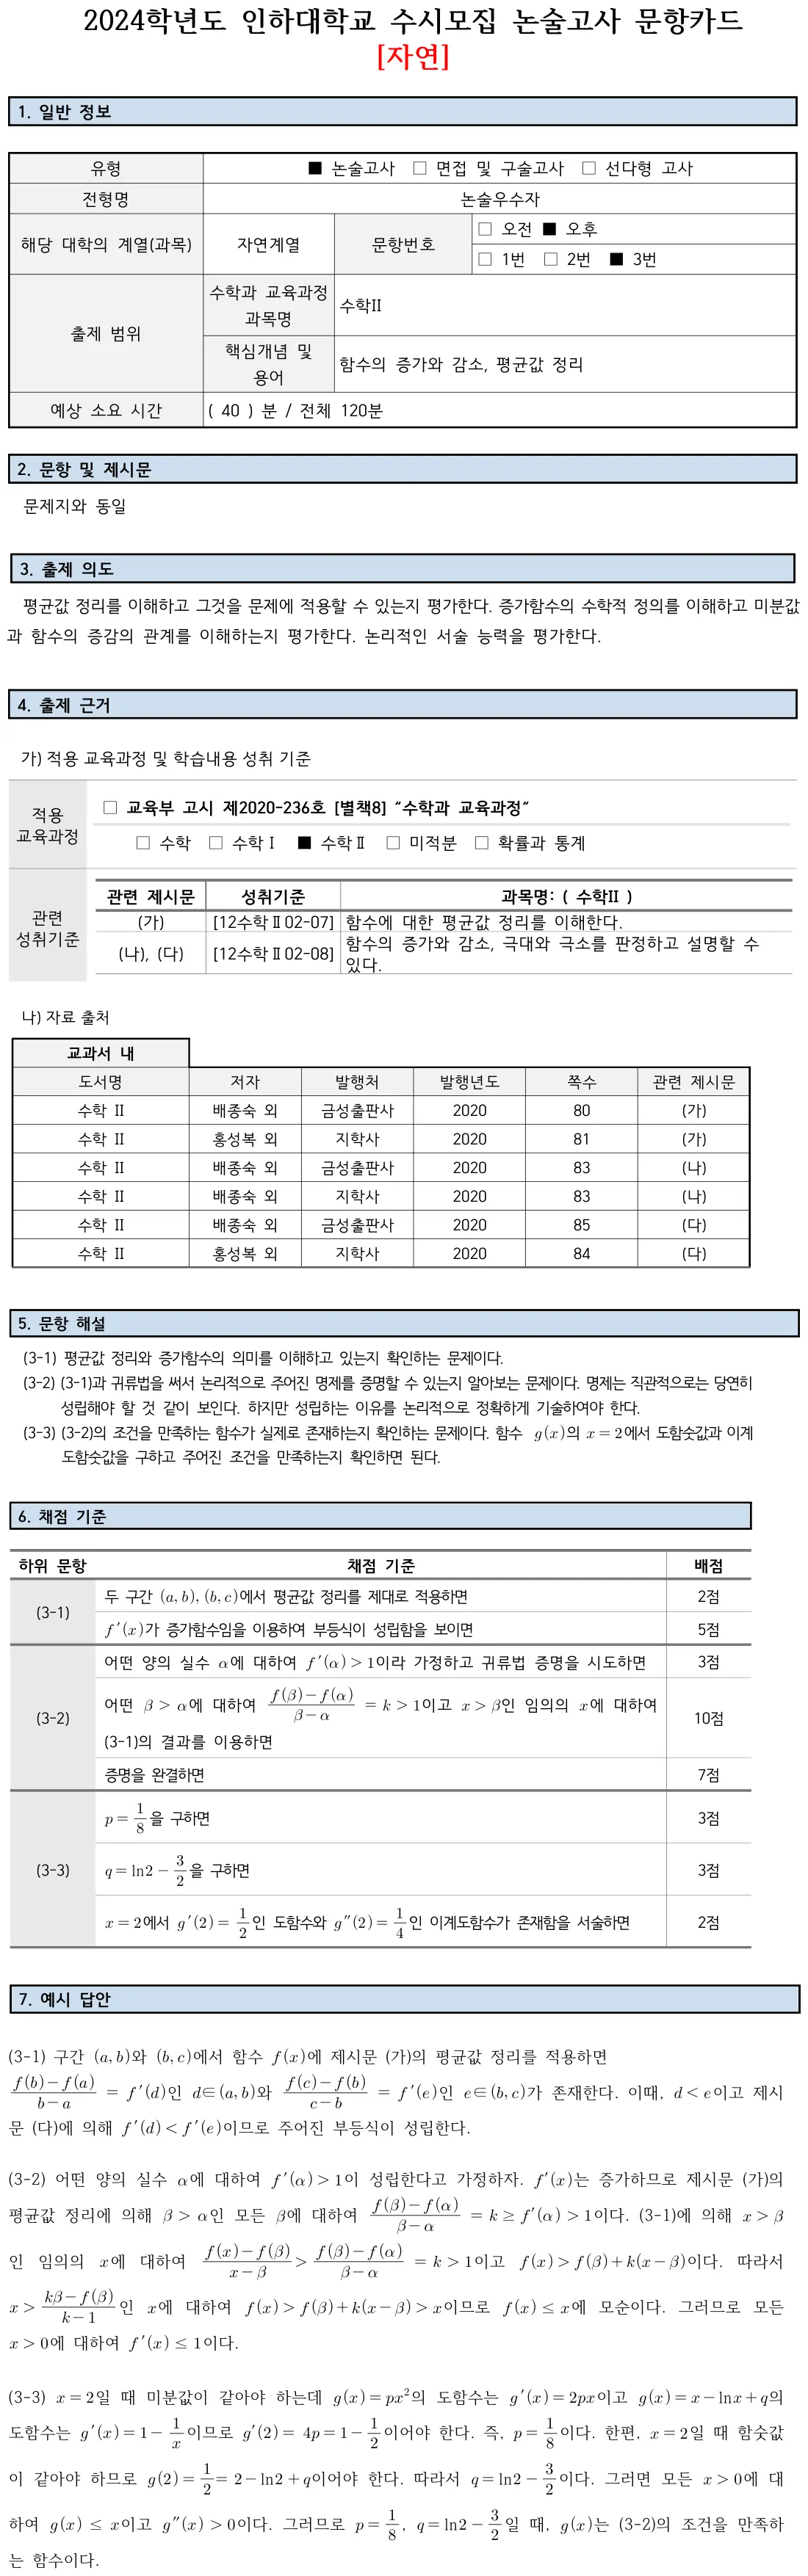 2024학년도 인하대학교 수시모집 논술고사 문항카드
[자연]
1. 일반 정보
유형 ■ 논술고사 □ 면접 및 구술고사 □ 선다형 고사
전형명 논술우수자
해당 대학의 계열(과목) 자연계열 문항번호 □ 오전 ■ 오후
□ 1번 □ 2번 ■ 3번
출제 범위 수학과 교육과정 과목명 수학II
핵심개념 및 용어 함수의 증가와 감소, 평균값 정리
예상 소요 시간 ( 40 ) 분 / 전체 120분
2. 문항 및 제시문
문제지와 동일
3. 출제 의도
평균값 정리를 이해하고 그것을 문제에 적용할 수 있는지 평가한다. 증가함수의 수학적 정의를 이해하고 미분값
과 함수의 증감의 관계를 이해하는지 평가한다. 논리적인 서술 능력을 평가한다.
4. 출제 근거
가) 적용 교육과정 및 학습내용 성취 기준
적용 교육과정 □ 교육부 고시 제2020-236호 [별책8] “수학과 교육과정“
□ 수학 □ 수학Ⅰ ■ 수학Ⅱ □ 미적분 □ 확률과 통계
관련 성취기준
관련 제시문 성취기준 과목명: ( 수학II )
(가) [12수학Ⅱ02-07] 함수에 대한 평균값 정리를 이해한다.
(나), (다) [12수학Ⅱ02-08] 함수의 증가와 감소, 극대와 극소를 판정하고 설명할 수
있다.
나) 자료 출처
교과서 내
도서명 저자 발행처 발행년도 쪽수 관련 제시문
수학 II 배종숙 외 금성출판사 2020 80 (가)
수학 II 홍성복 외 지학사 2020 81 (가)
수학 II 배종숙 외 금성출판사 2020 83 (나)
수학 II 배종숙 외 지학사 2020 83 (나)
수학 II 배종숙 외 금성출판사 2020 85 (다)
수학 II 홍성복 외 지학사 2020 84 (다)
5. 문항 해설
(3-1) 평균값 정리와 증가함수의 의미를 이해하고 있는지 확인하는 문제이다.
(3-2) (3-1)과 귀류법을 써서 논리적으로 주어진 명제를 증명할 수 있는지 알아보는 문제이다. 명제는 직관적으로는 당연히
성립해야 할 것 같이 보인다. 하지만 성립하는 이유를 논리적으로 정확하게 기술하여야 한다.
(3-3) (3-2)의 조건을 만족하는 함수가 실제로 존재하는지 확인하는 문제이다. 함수 g(x)의 x=2에서 도함숫값과 이계
도함숫값을 구하고 주어진 조건을 만족하는지 확인하면 된다.
6. 채점 기준
하위 문항 채점 기준 배점
(3-1) 두 구간 (a, b), (b, c)에서 평균값 정리를 제대로 적용하면 2점
f′(x)가 증가함수임을 이용하여 부등식이 성립함을 보이면 5점
(3-2) 어떤 양의 실수 α에 대하여 f′(α)>1이라 가정하고 귀류법 증명을 시도하면 3점
어떤 β>α에 대하여 (f(β)−f(α))/(β−α) = k>1이고 x>β인 임의의 x에 대하여
(3-1)의 결과를 이용하면 10점
증명을 완결하면 7점
(3-3) p = 1/8 을 구하면 3점
q = ln2 − 3/2 을 구하면 3점
x=2에서 g′(2) = 1/2 인 도함수와 g″(2) = 1/4 인 이계도함수가 존재함을 서술하면 2점
7. 예시 답안
(3-1) 구간 (a, b)와 (b, c)에서 함수 f(x)에 제시문 (가)의 평균값 정리를 적용하면
(f(b)−f(a))/(b−a) = f′(d)인 d∈(a, b)와 (f(c)−f(b))/(c−b) = f′(e)인 e∈(b, c)가 존재한다. 이때, d<e이고 제시
문 (다)에 의해 f′(d)<f′(e)이므로 주어진 부등식이 성립한다.
(3-2) 어떤 양의 실수 α에 대하여 f′(α)>1이 성립한다고 가정하자. f′(x)는 증가하므로 제시문 (가)의
평균값 정리에 의해 β>α인 모든 β에 대하여 (f(β)−f(α))/(β−α) = k ≥ f′(α)>1이다. (3-1)에 의해 x>β
인 임의의 x에 대하여 (f(x)−f(β))/(x−β) > (f(β)−f(α))/(β−α) = k>1이고 f(x)>f(β)+k(x−β)이다. 따라서
x > (kβ−f(β))/(k−1) 인 x에 대하여 f(x)>f(β)+k(x−β)>x이므로 f(x)≤x에 모순이다. 그러므로 모든
x>0에 대하여 f′(x)≤1이다.
(3-3) x=2일 때 미분값이 같아야 하는데 g(x)=px²의 도함수는 g′(x)=2px이고 g(x)=x−lnx+q의
도함수는 g′(x)=1− 1/x 이므로 g′(2)= 4p=1− 1/2 이어야 한다. 즉, p= 1/8 이다. 한편, x=2일 때 함숫값
이 같아야 하므로 g(2)= 1/2 = 2−ln2+q이어야 한다. 따라서 q=ln2− 3/2 이다. 그러면 모든 x>0에 대
하여 g(x) ≤ x이고 g″(x)>0이다. 그러므로 p= 1/8 , q=ln2− 3/2 일 때, g(x)는 (3-2)의 조건을 만족하
는 함수이다.